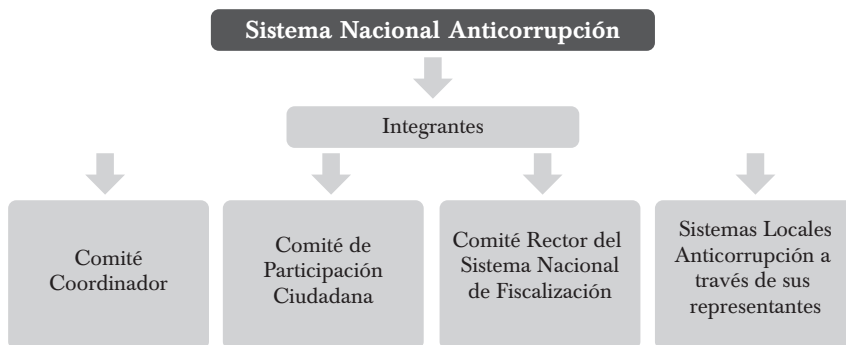 Sistema Nacional Anticorrupción
Integrantes
Comité
Coordinador
Comité de
Participación
Ciudadana
Comité Rector del
Sistema Nacional
de Fiscalización
Sistemas Locales
Anticorrupción a
través de sus
representantes